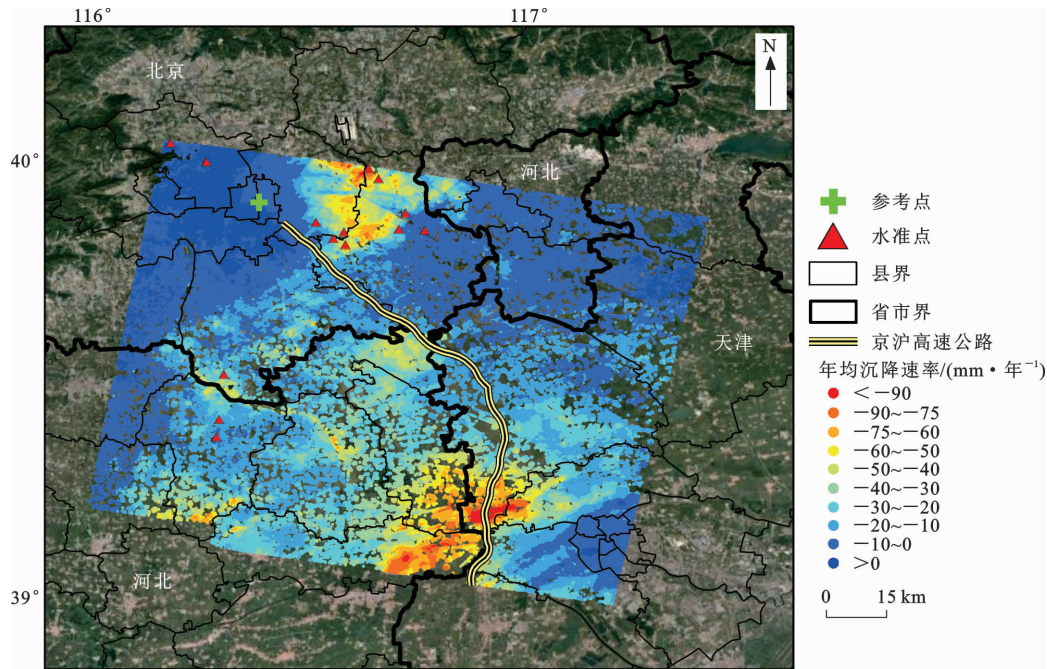 116°
117°
N
北京
40°
河北
参考点
水准点
县界
省市界
天津
京沪高速公路
年均沉降速率/(mm·年⁻¹)
<−90
−90~−75
−75~−60
−60~−50
−50~−40
−40~−30
−30~−20
−20~−10
−10~0
>0
河北
39°
0 15 km